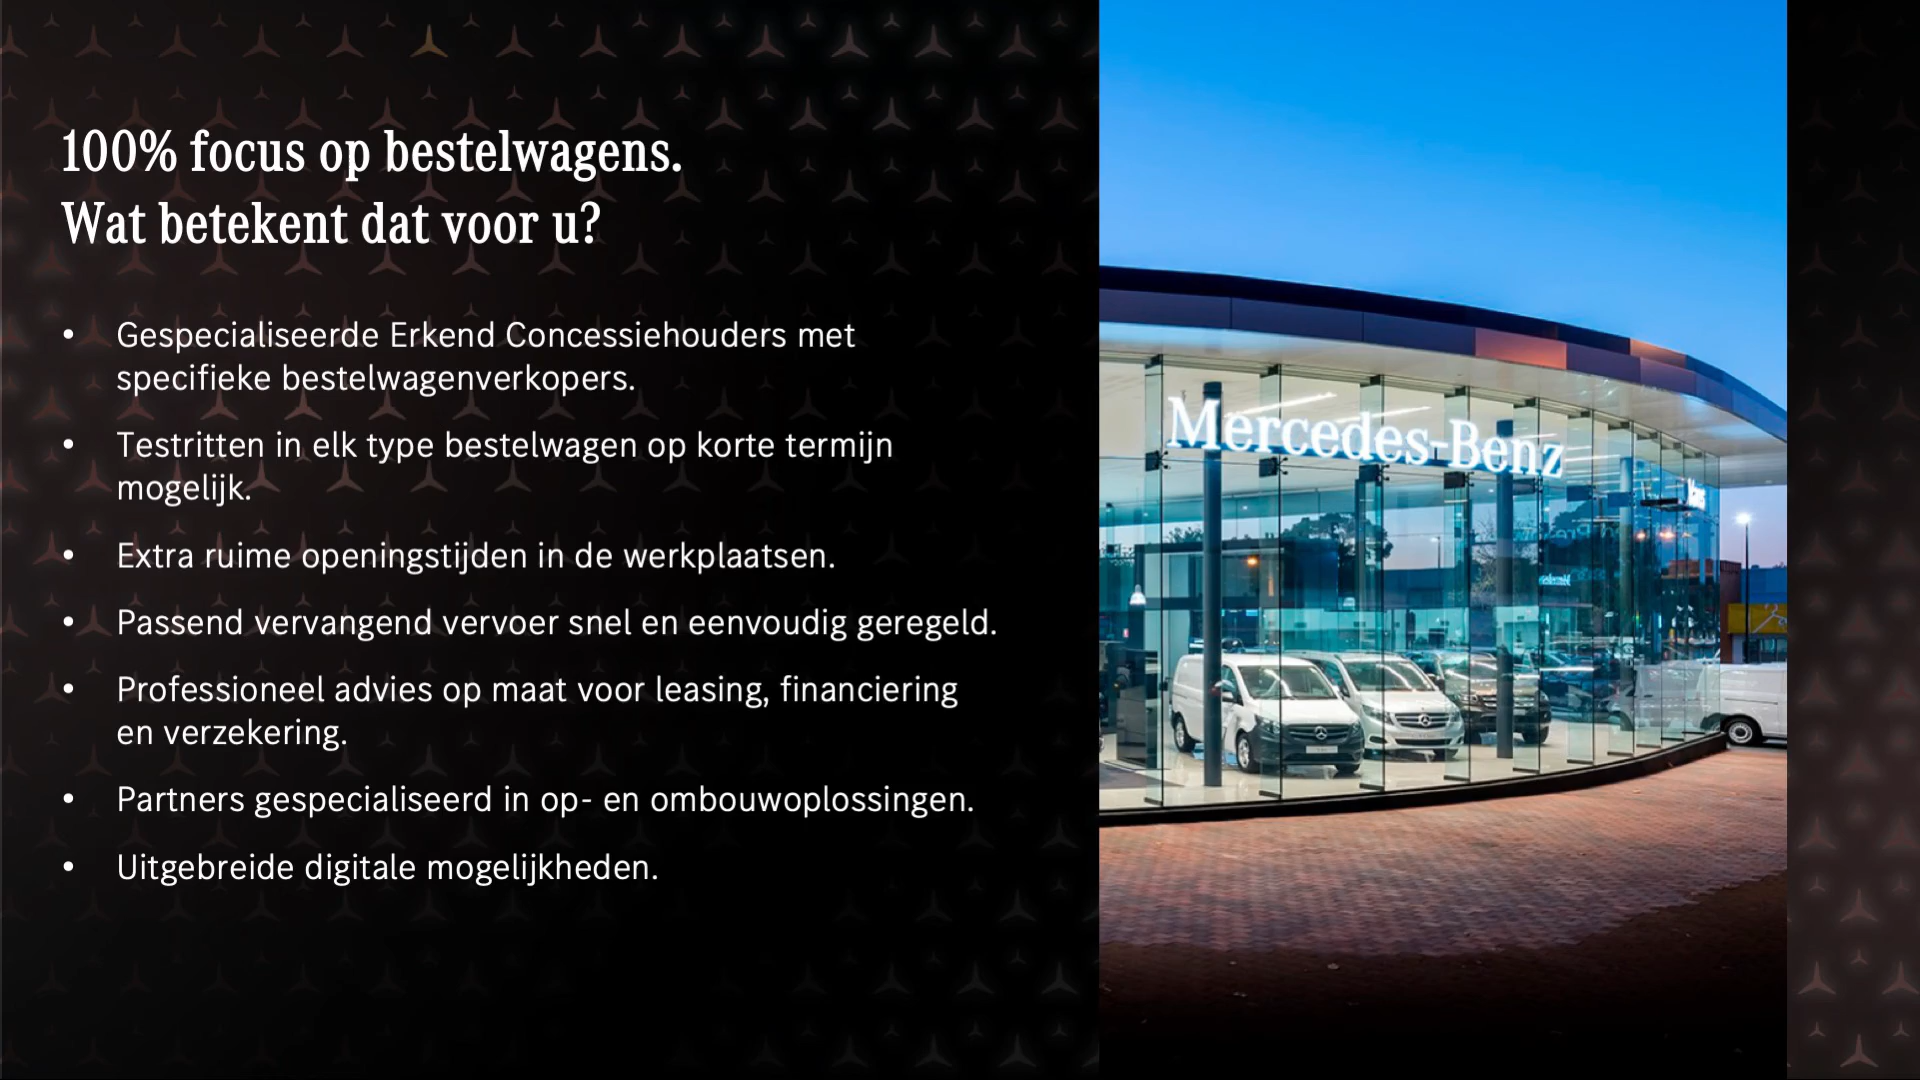 100% focus op bestelwagens.
Wat betekent dat voor u?
• Gespecialiseerde Erkend Concessiehouders met
specifieke bestelwagenverkopers.
• Testritten in elk type bestelwagen op korte termijn
mogelijk.
• Extra ruime openingstijden in de werkplaatsen.
• Passend vervangend vervoer snel en eenvoudig geregeld.
• Professioneel advies op maat voor leasing, financiering
en verzekering.
• Partners gespecialiseerd in op- en ombouwoplossingen.
• Uitgebreide digitale mogelijkheden.
Mercedes-Benz